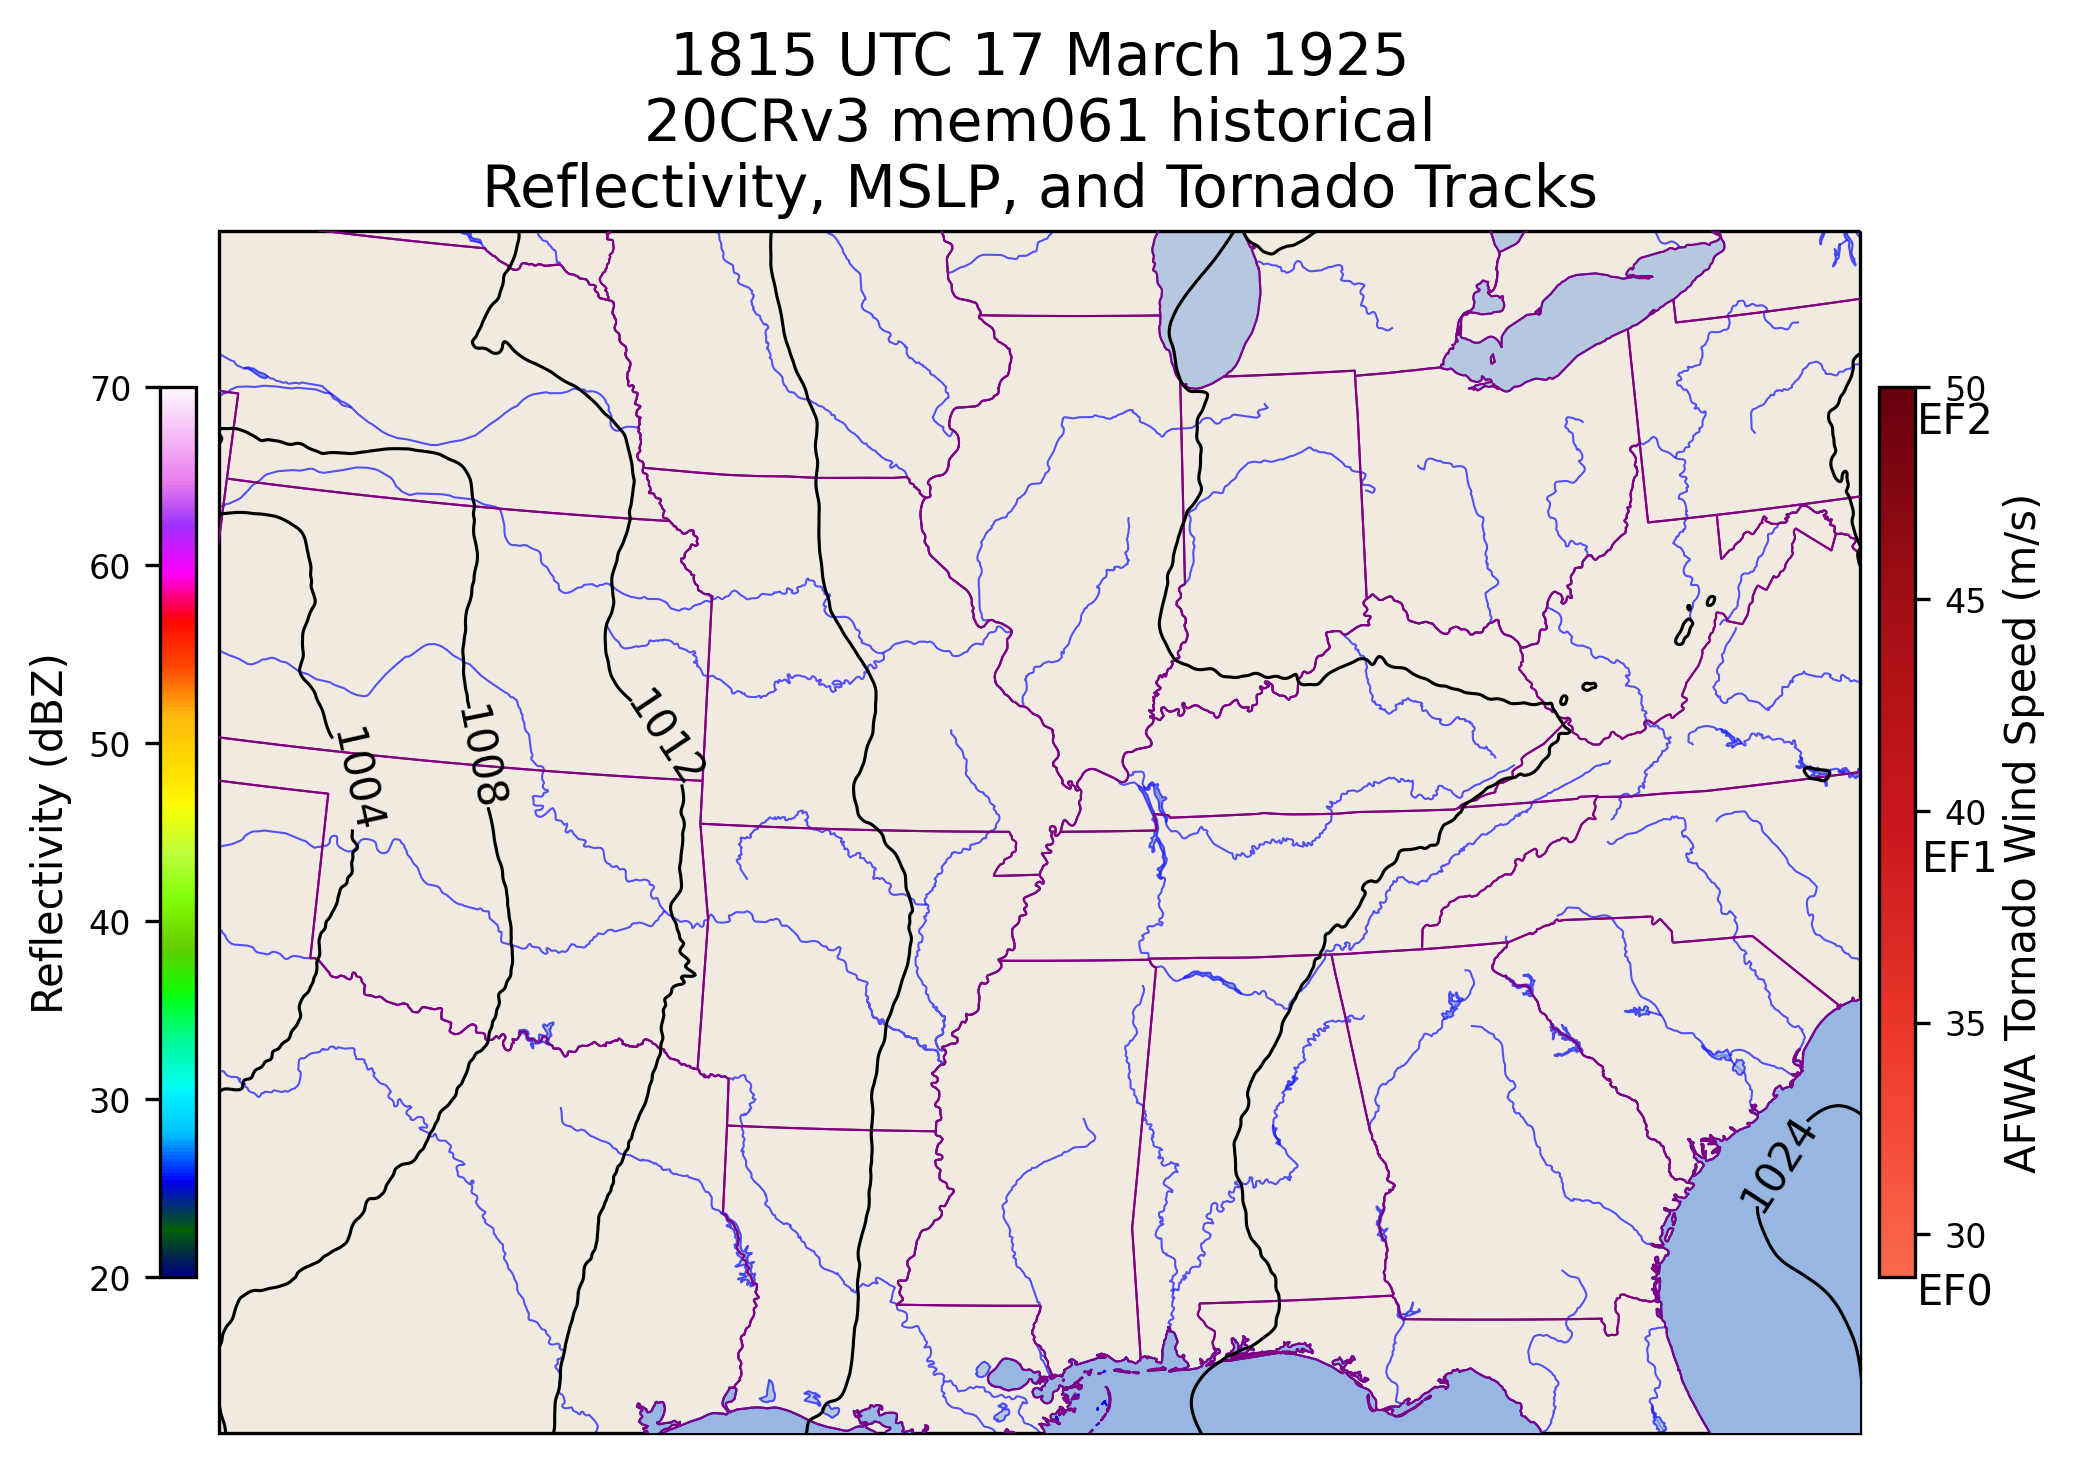 1815 UTC 17 March 1925
20CRv3 mem061 historical
Reflectivity, MSLP, and Tornado Tracks
70
60
50
40
30
20
Reflectivity (dBZ)
1004
1008
1012
1024
50
EF2
45
40
EF1
35
30
EF0
AFWA Tornado Wind Speed (m/s)